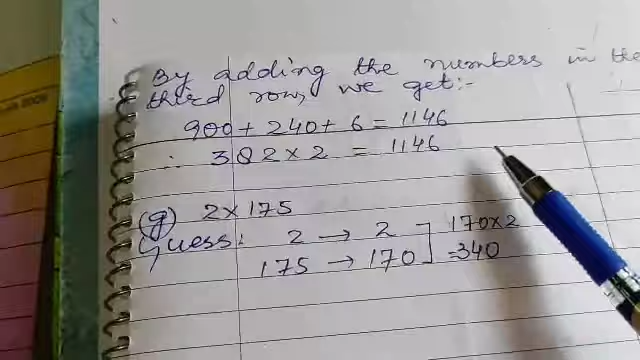 By adding the numbers in the
third row, we get:-
900 + 240 + 6 = 1146
∴ 382 × 2 = 1146
(g) 2 × 175
Guess: 2 → 2 ] 170×2
175 → 170 ] =340